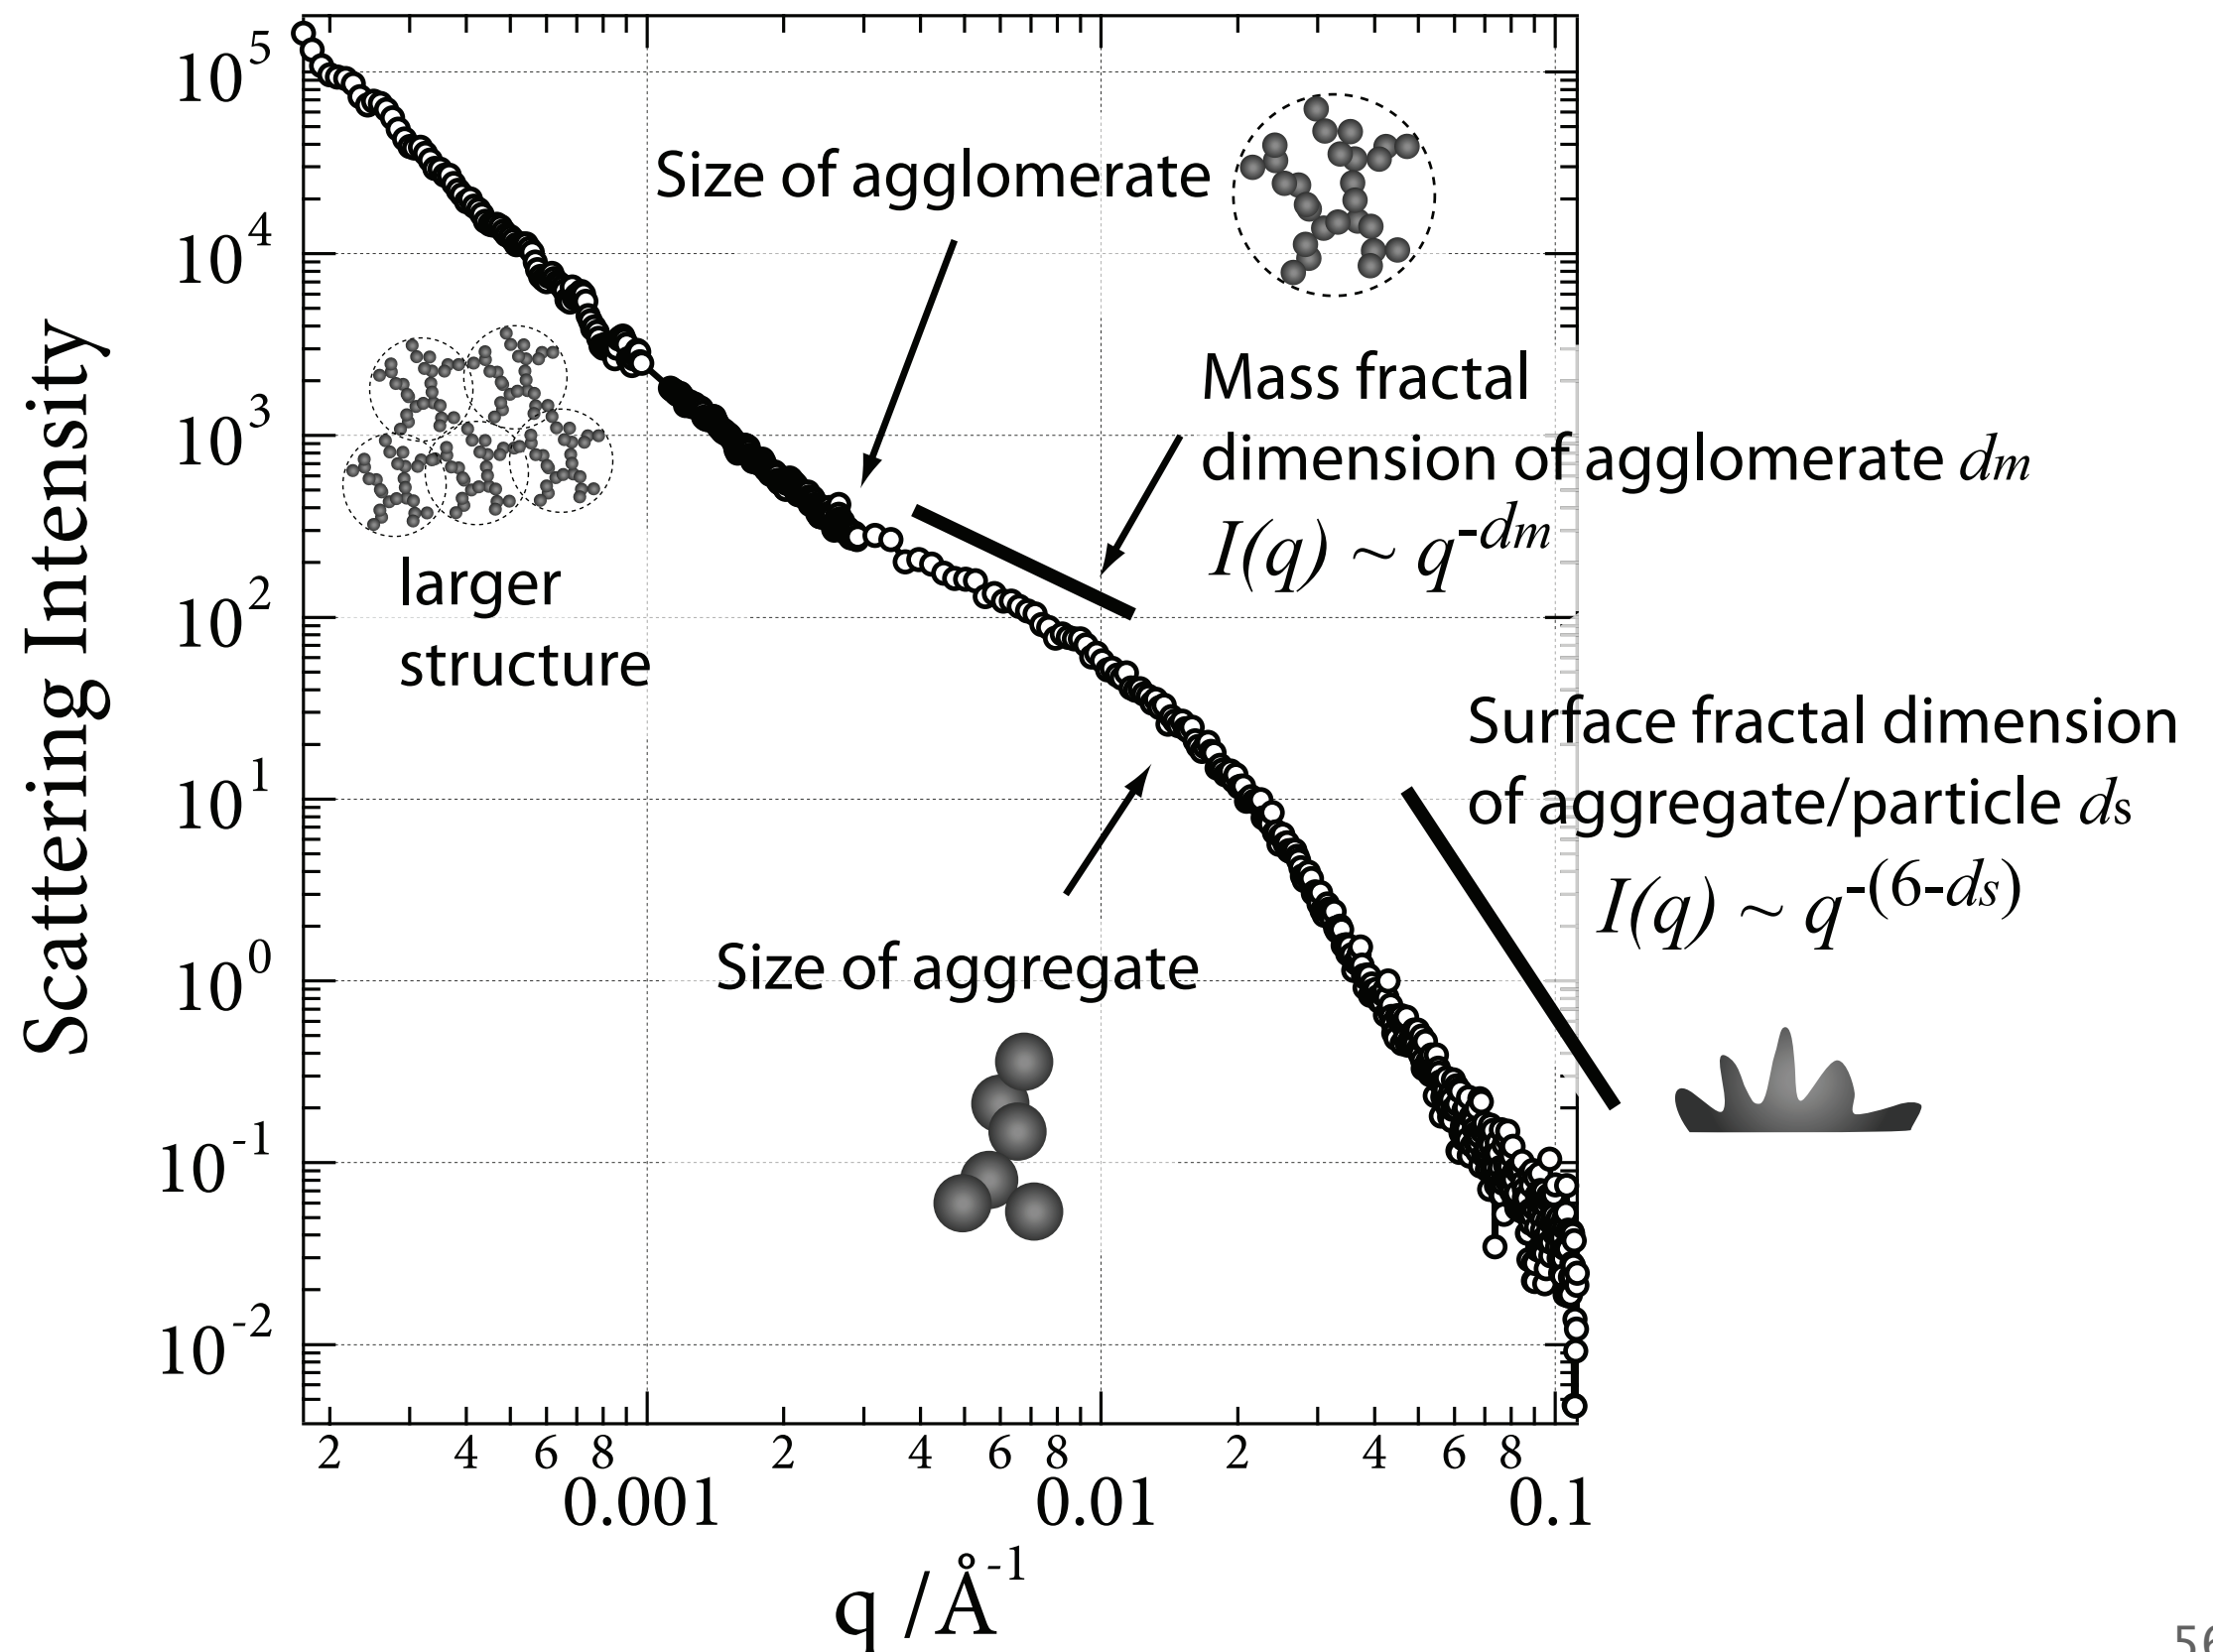 Scattering Intensity
10^5
10^4
10^3
10^2
10^1
10^0
10^-1
10^-2
Size of agglomerate
Mass fractal
dimension of agglomerate dm
I(q) ~ q^-dm
larger
structure
Surface fractal dimension
of aggregate/particle ds
I(q) ~ q^-(6-ds)
Size of aggregate
2 4 6 8 2 4 6 8 2 4 6 8
0.001 0.01 0.1
q /Å^-1
56